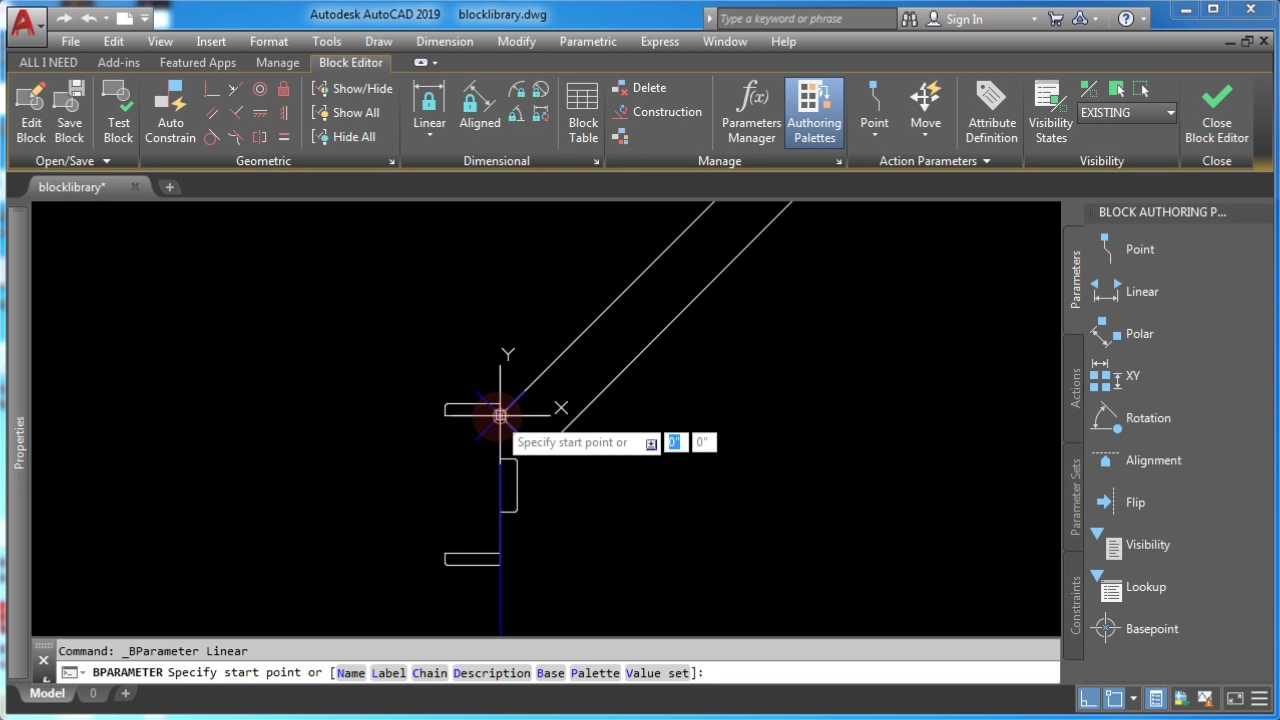 Autodesk AutoCAD 2019 blocklibrary.dwg
Type a keyword or phrase
Sign In
File Edit View Insert Format Tools Draw Dimension Modify Parametric Express Window Help
ALL I NEED Add-ins Featured Apps Manage Block Editor
Edit Block
Save Block
Test Block
Auto Constrain
Show/Hide
Show All
Hide All
Linear
Aligned
Block Table
Delete
Construction
Parameters Manager
Authoring Palettes
Point
Move
Attribute Definition
Visibility States
EXISTING
Close Block Editor
Open/Save Geometric Dimensional Manage Action Parameters Visibility Close
blocklibrary*
Properties
Y
X
Specify start point or 0" 0"
BLOCK AUTHORING P...
Parameters
Actions
Parameter Sets
Constraints
Point
Linear
Polar
XY
Rotation
Alignment
Flip
Visibility
Lookup
Basepoint
Command: _BParameter Linear
BPARAMETER Specify start point or [Name Label Chain Description Base Palette Value set]:
Model 0